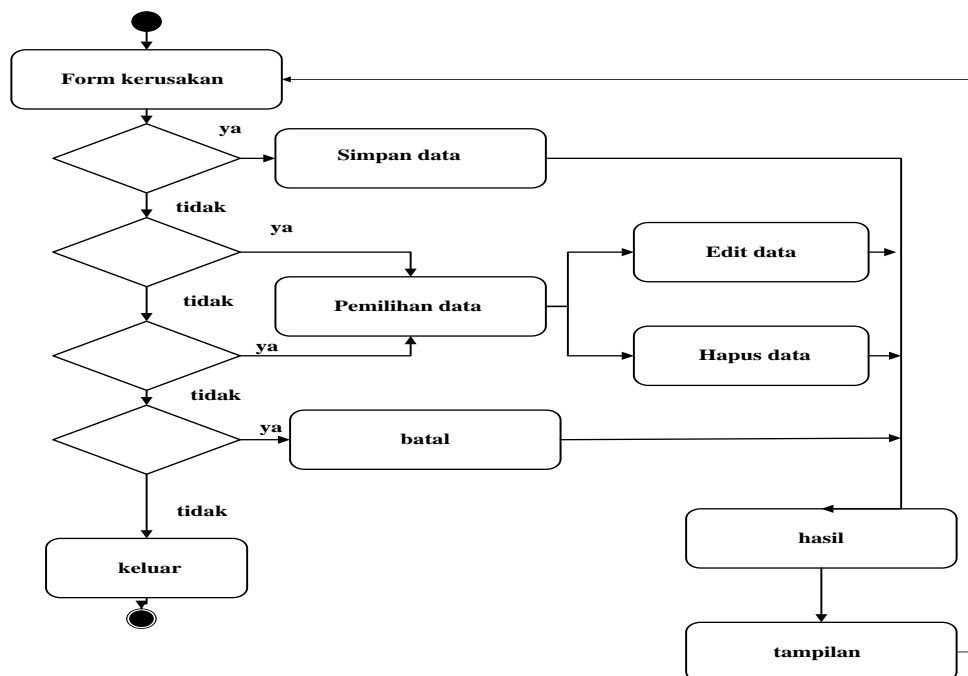 Form kerusakan
ya
Simpan data
tidak
ya
Edit data
tidak
Pemilihan data
ya
Hapus data
tidak
ya
batal
tidak
hasil
keluar
tampilan